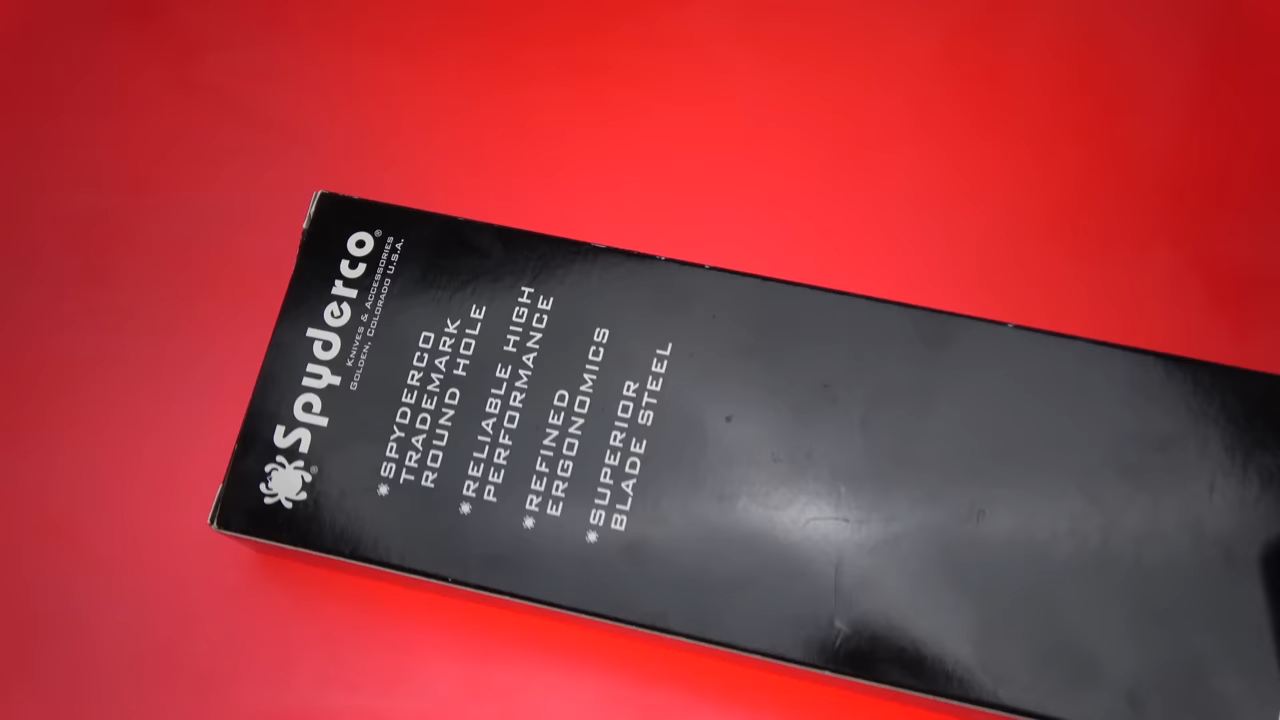 Spyderco®
KNIVES & ACCESSORIES
GOLDEN, COLORADO U.S.A.
SPYDERCO
TRADEMARK
ROUND HOLE
RELIABLE HIGH
PERFORMANCE
REFINED
ERGONOMICS
SUPERIOR
BLADE STEEL